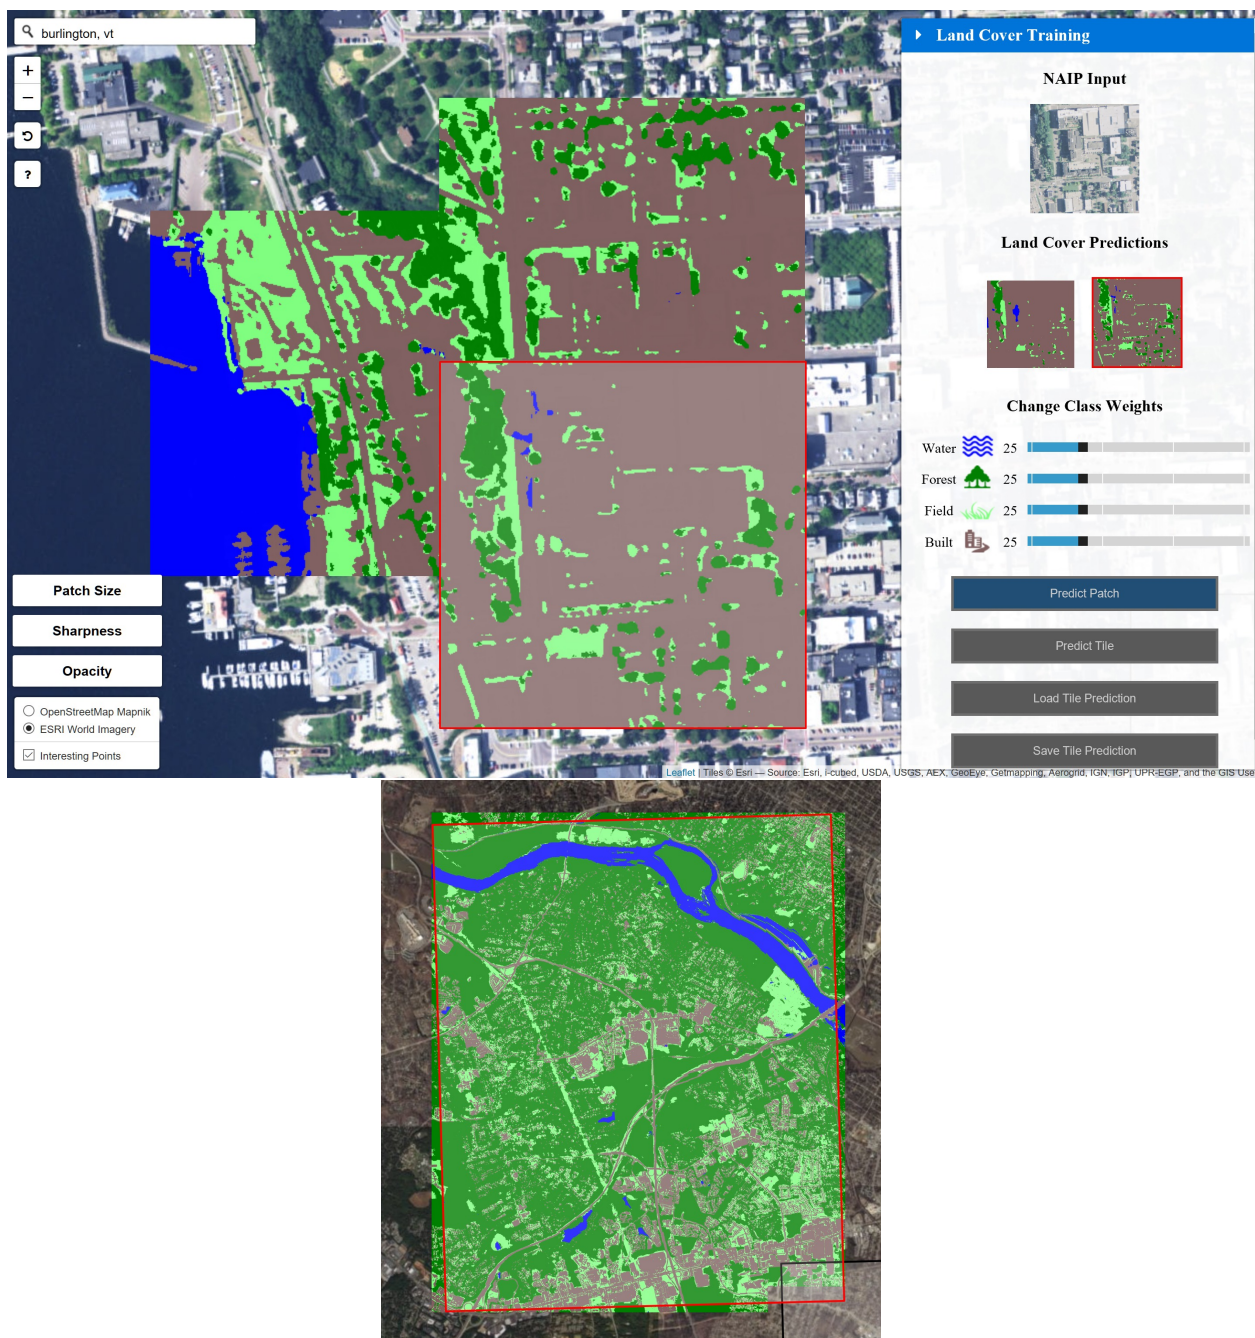 burlington, vt
+
−
?
Patch Size
Sharpness
Opacity
OpenStreetMap Mapnik
ESRI World Imagery
Interesting Points
Land Cover Training
NAIP Input
Land Cover Predictions
Change Class Weights
Water 25
Forest 25
Field 25
Built 25
Predict Patch
Predict Tile
Load Tile Prediction
Save Tile Prediction
Leaflet | Tiles © Esri — Source: Esri, i-cubed, USDA, USGS, AEX, GeoEye, Getmapping, Aerogrid, IGN, IGP, UPR-EGP, and the GIS Use